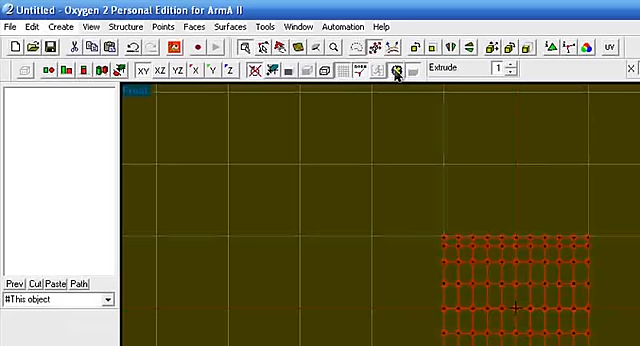 Untitled - Oxygen 2 Personal Edition for ArmA II
File Edit Create View Structure Points Faces Surfaces Tools Window Automation Help
UV
XY XZ YZ X Y Z Extrude 1 X
Front
Prev Cut Paste Path
#This object